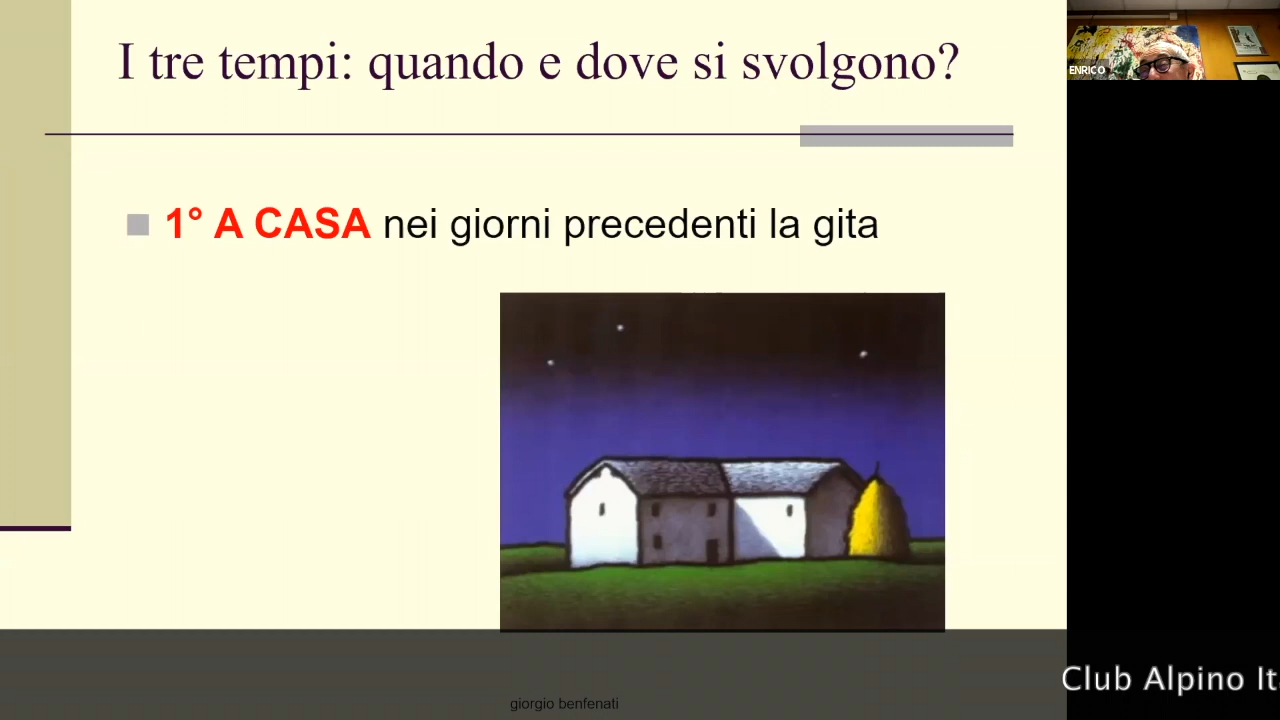 I tre tempi: quando e dove si svolgono?
1° A CASA nei giorni precedenti la gita
giorgio benfenati
ENRICO
Club Alpino It